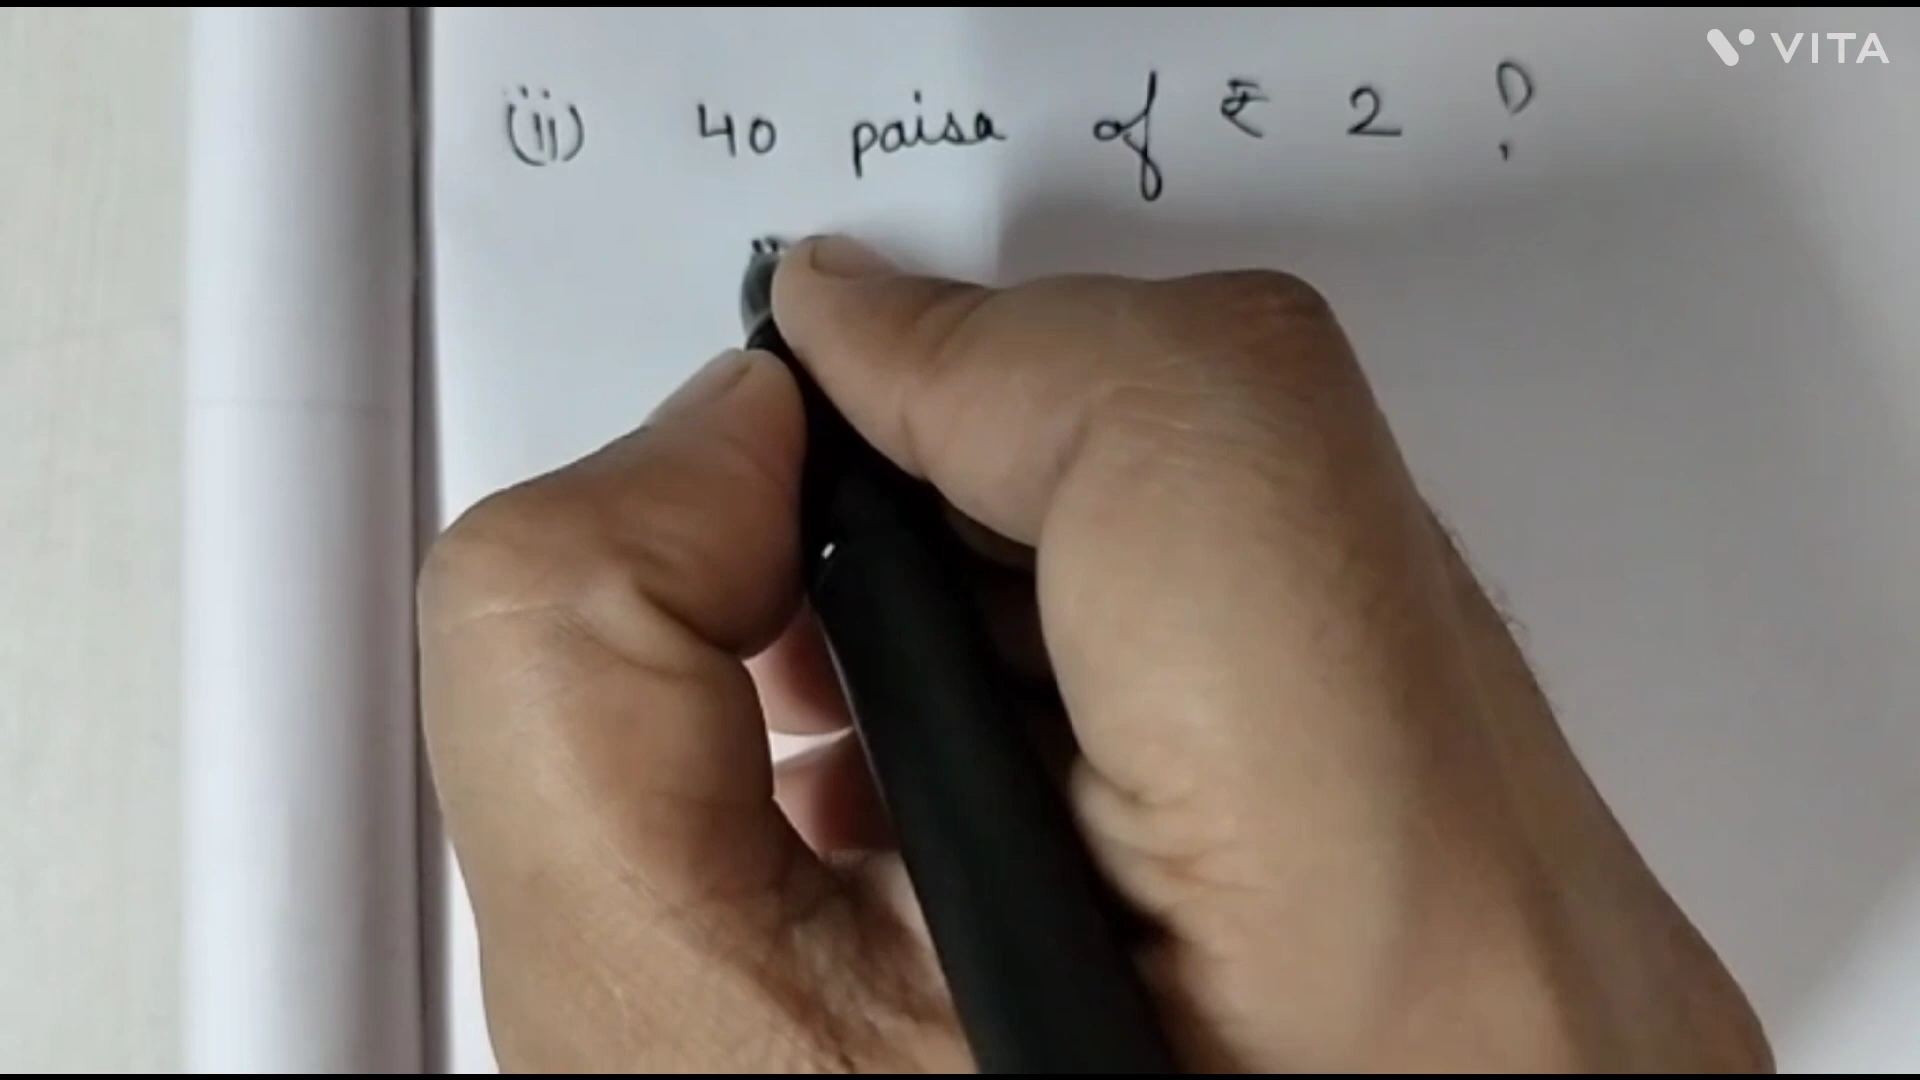 VITA
(ii) 40 paisa of ₹ 2 ?